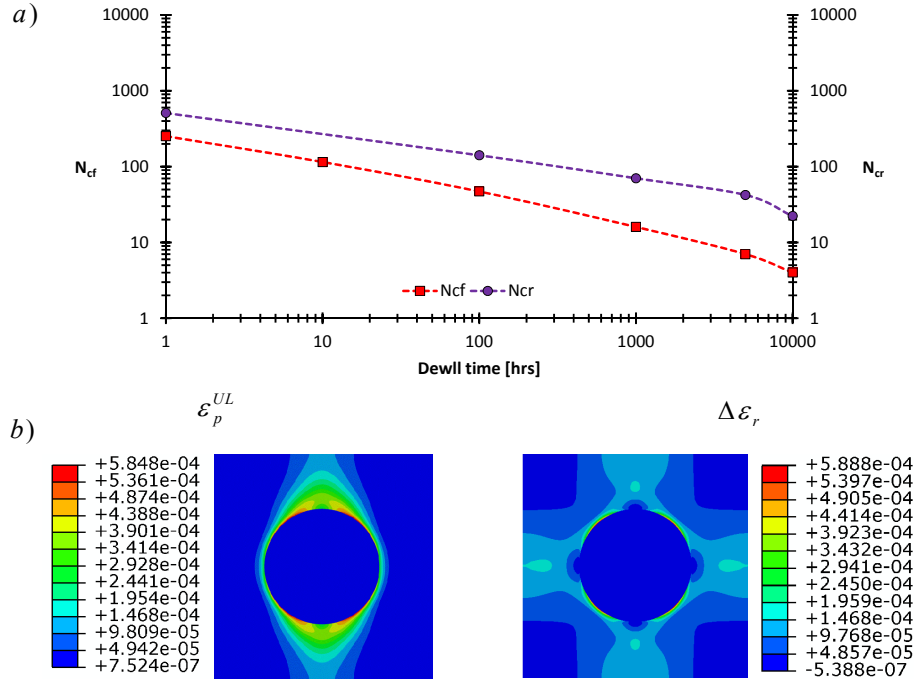 a)
10000
1000
100
10
1
N_cf
10000
1000
100
10
1
N_cr
Ncf Ncr
1 10 100 1000 10000
Dewll time [hrs]
ε_p^UL Δε_r
b)
+5.848e-04
+5.361e-04
+4.874e-04
+4.388e-04
+3.901e-04
+3.414e-04
+2.928e-04
+2.441e-04
+1.954e-04
+1.468e-04
+9.809e-05
+4.942e-05
+7.524e-07
+5.888e-04
+5.397e-04
+4.905e-04
+4.414e-04
+3.923e-04
+3.432e-04
+2.941e-04
+2.450e-04
+1.959e-04
+1.468e-04
+9.768e-05
+4.857e-05
-5.388e-07